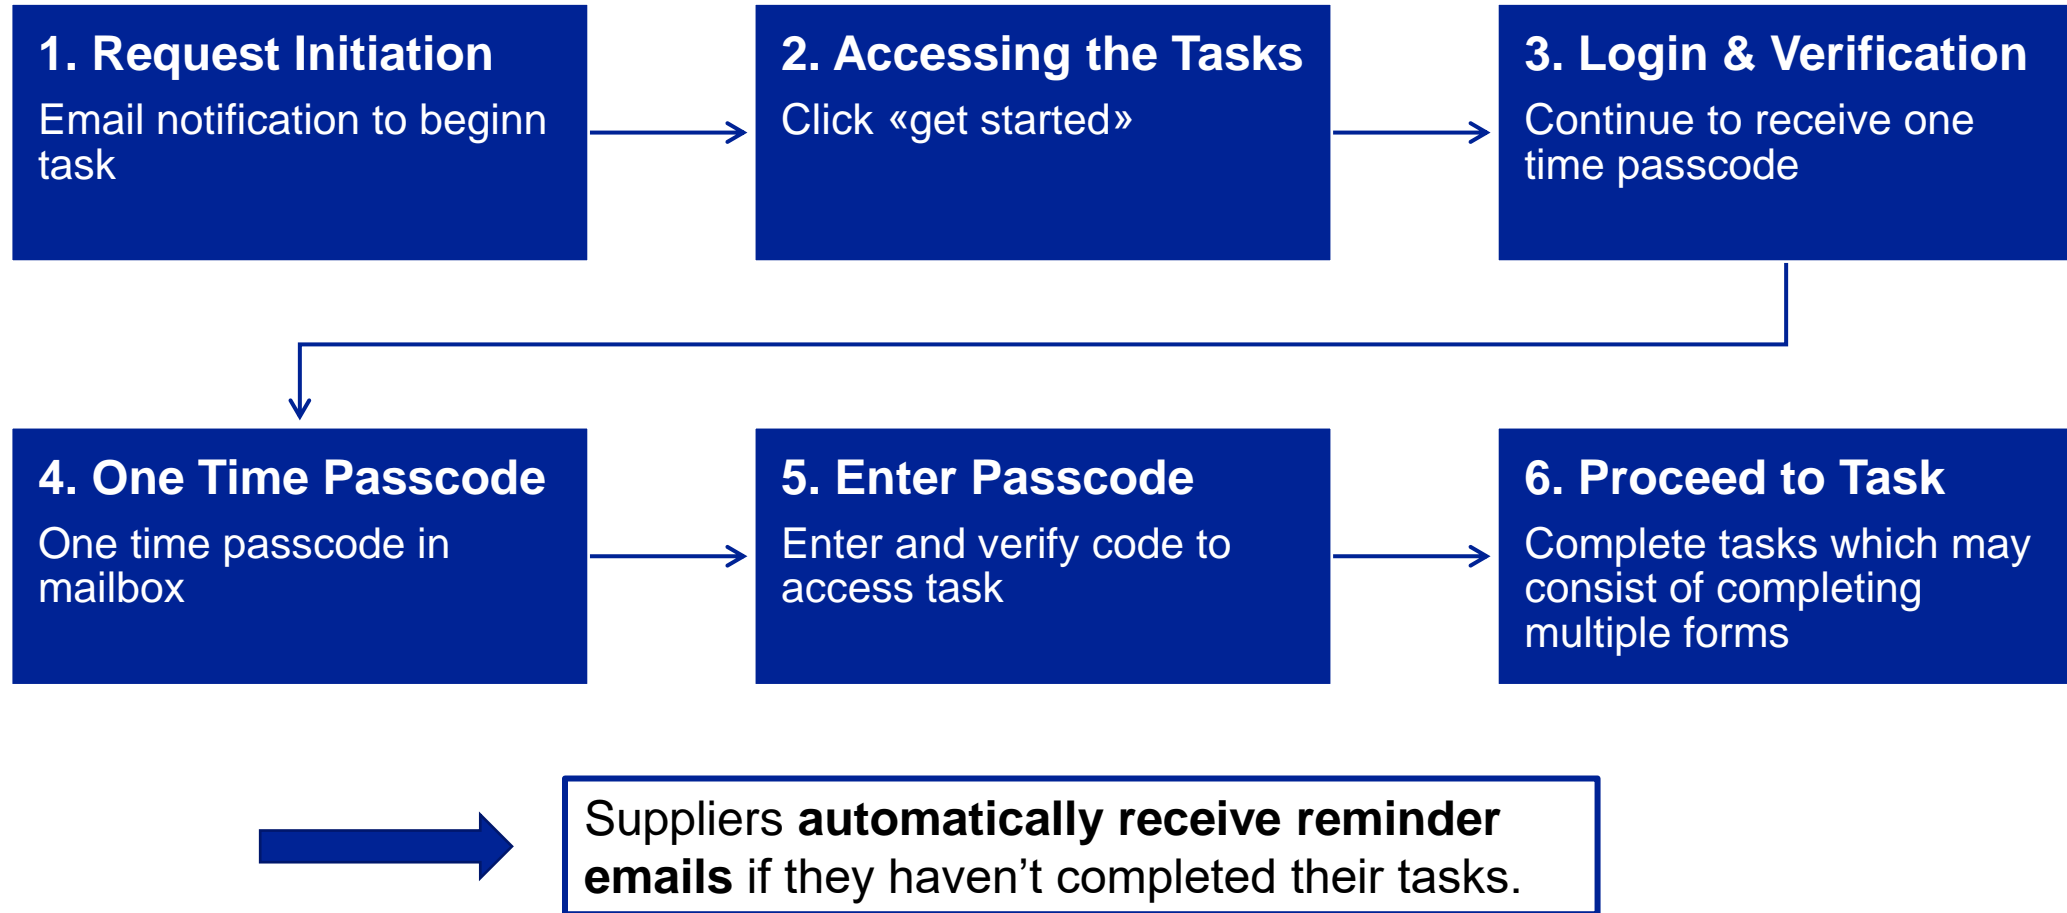 1. Request Initiation
Email notification to beginn
task
2. Accessing the Tasks
Click «get started»
3. Login & Verification
Continue to receive one
time passcode
4. One Time Passcode
One time passcode in
mailbox
5. Enter Passcode
Enter and verify code to
access task
6. Proceed to Task
Complete tasks which may
consist of completing
multiple forms
Suppliers automatically receive reminder
emails if they haven’t completed their tasks.